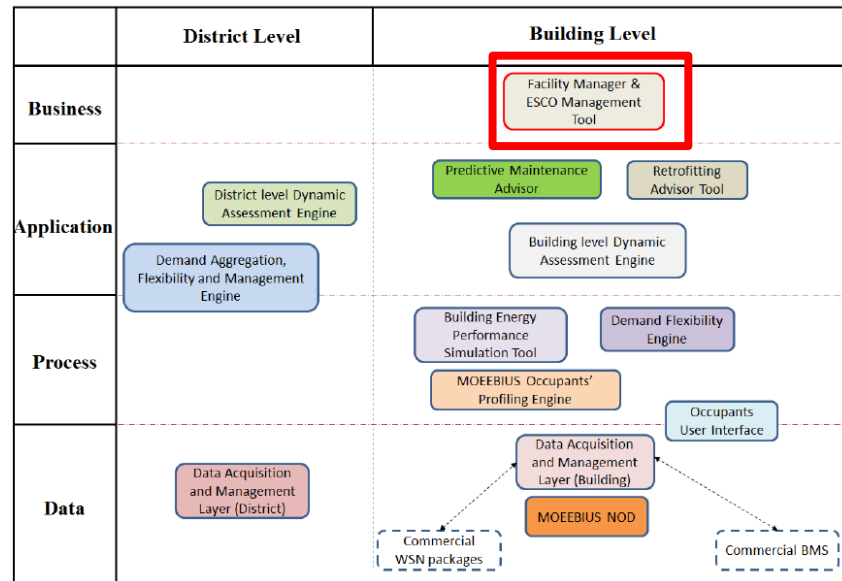 District Level
Building Level
Business
Facility Manager &
ESCO Management
Tool
Application
Predictive Maintenance
Advisor
Retrofitting
Advisor Tool
District level Dynamic
Assessment Engine
Building level Dynamic
Assessment Engine
Demand Aggregation,
Flexibility and Management
Engine
Process
Building Energy
Performance
Simulation Tool
Demand Flexibility
Engine
MOEEBIUS Occupants'
Profiling Engine
Occupants
User Interface
Data
Data Acquisition
and Management
Layer (District)
Data Acquisition
and Management
Layer (Building)
MOEEBIUS NOD
Commercial
WSN packages
Commercial BMS